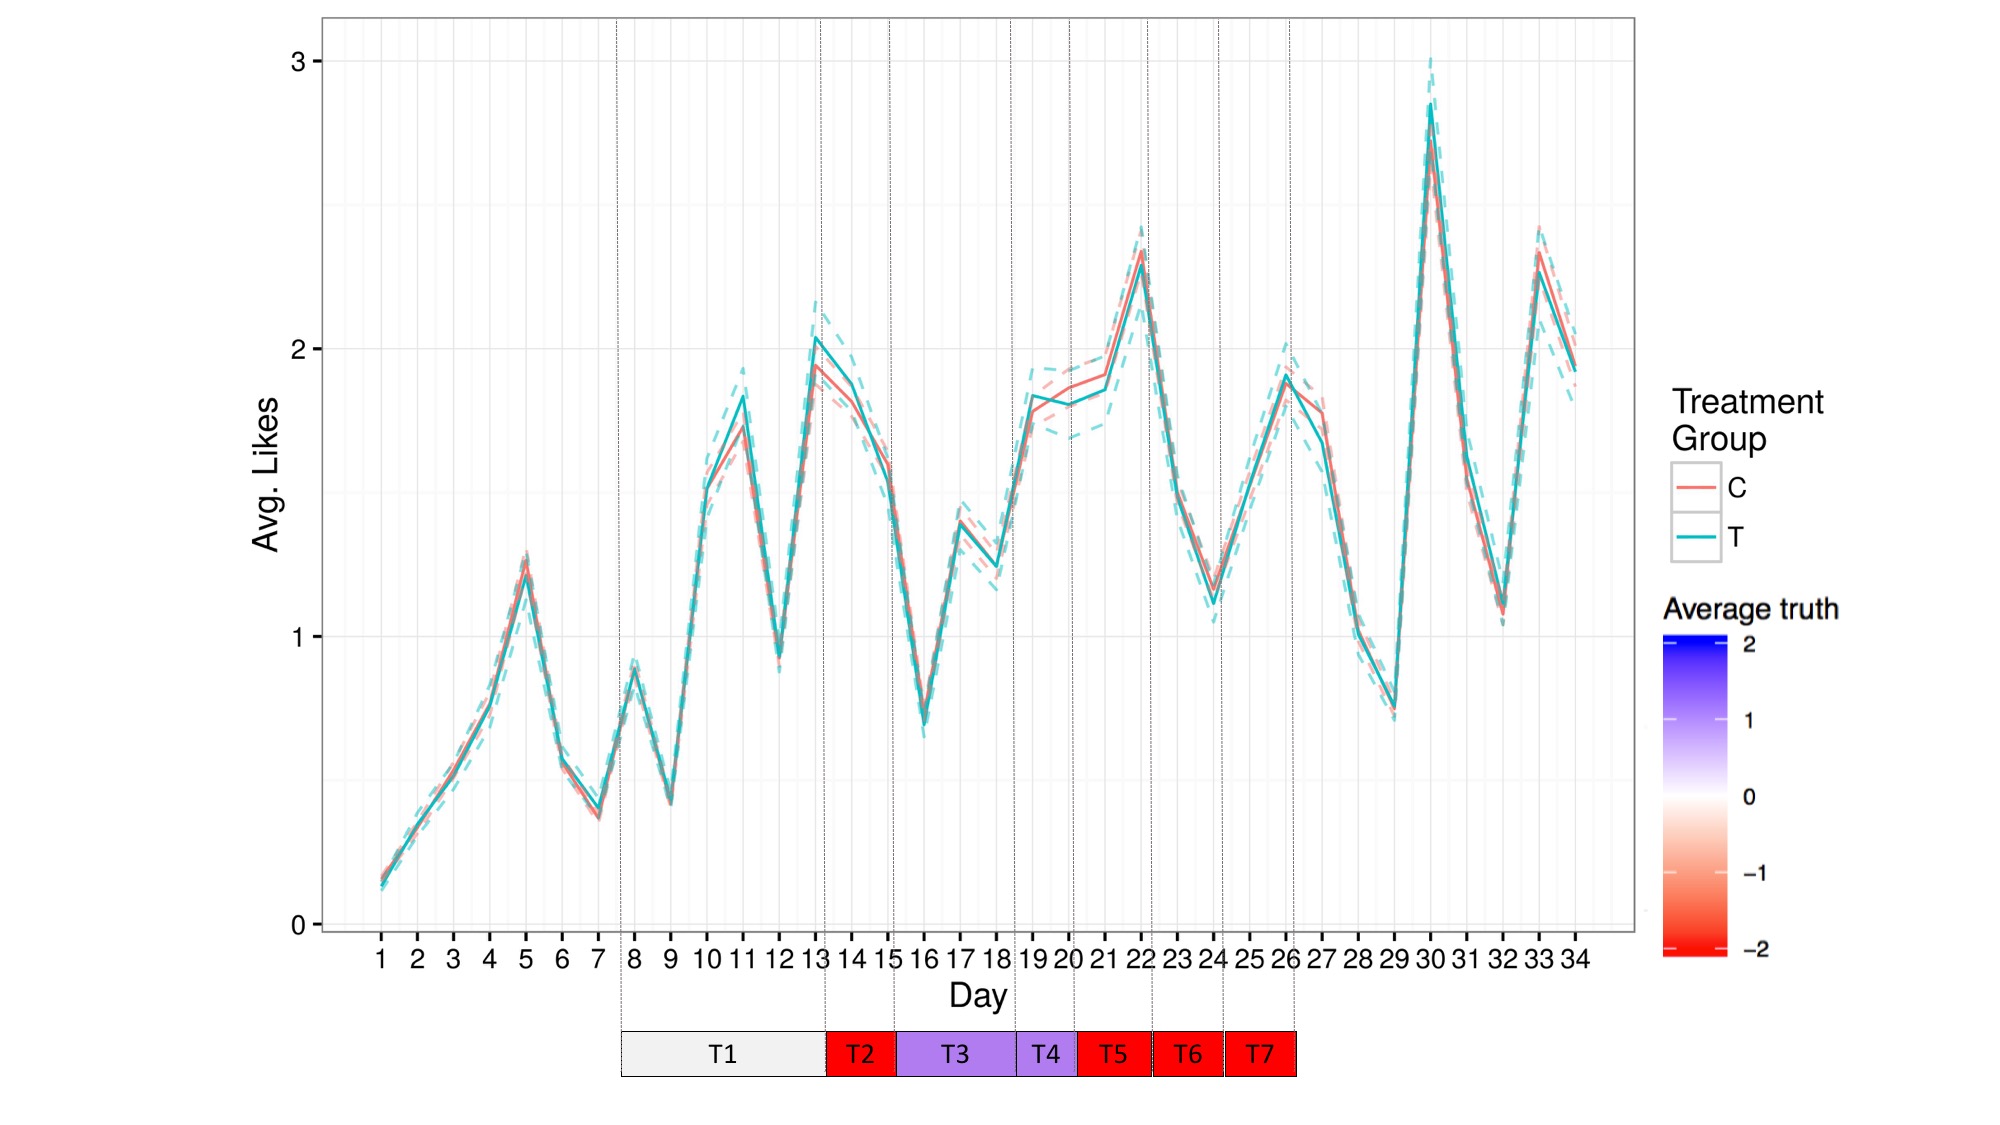 3
2
1
0
Avg. Likes
1 2 3 4 5 6 7 8 9 10 11 12 13 14 15 16 17 18 19 20 21 22 23 24 25 26 27 28 29 30 31 32 33 34
Day
T1 T2 T3 T4 T5 T6 T7
Treatment
Group
C
T
Average truth
2
1
0
−1
−2